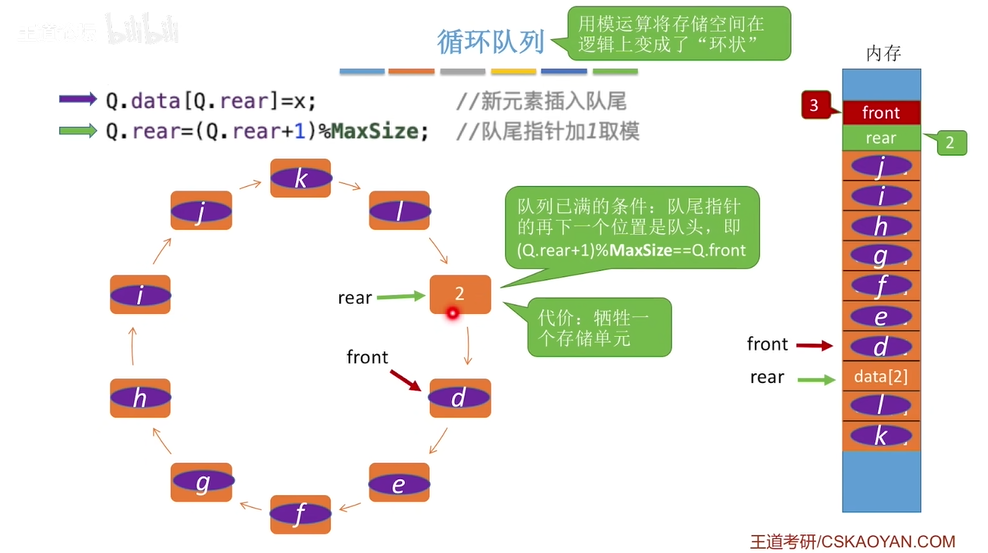 bilibili
循环队列
用模运算将存储空间在
逻辑上变成了“环状”
Q.data[Q.rear]=x; //新元素插入队尾
Q.rear=(Q.rear+1)%MaxSize; //队尾指针加1取模
k
l
2
d
e
f
g
h
i
j
rear
front
队列已满的条件：队尾指针
的再下一个位置是队头，即
(Q.rear+1)%MaxSize==Q.front
代价：牺牲一
个存储单元
内存
3
front
rear
2
j
i
h
g
f
e
front
d
rear
data[2]
l
k
王道考研/CSKAOYAN.COM